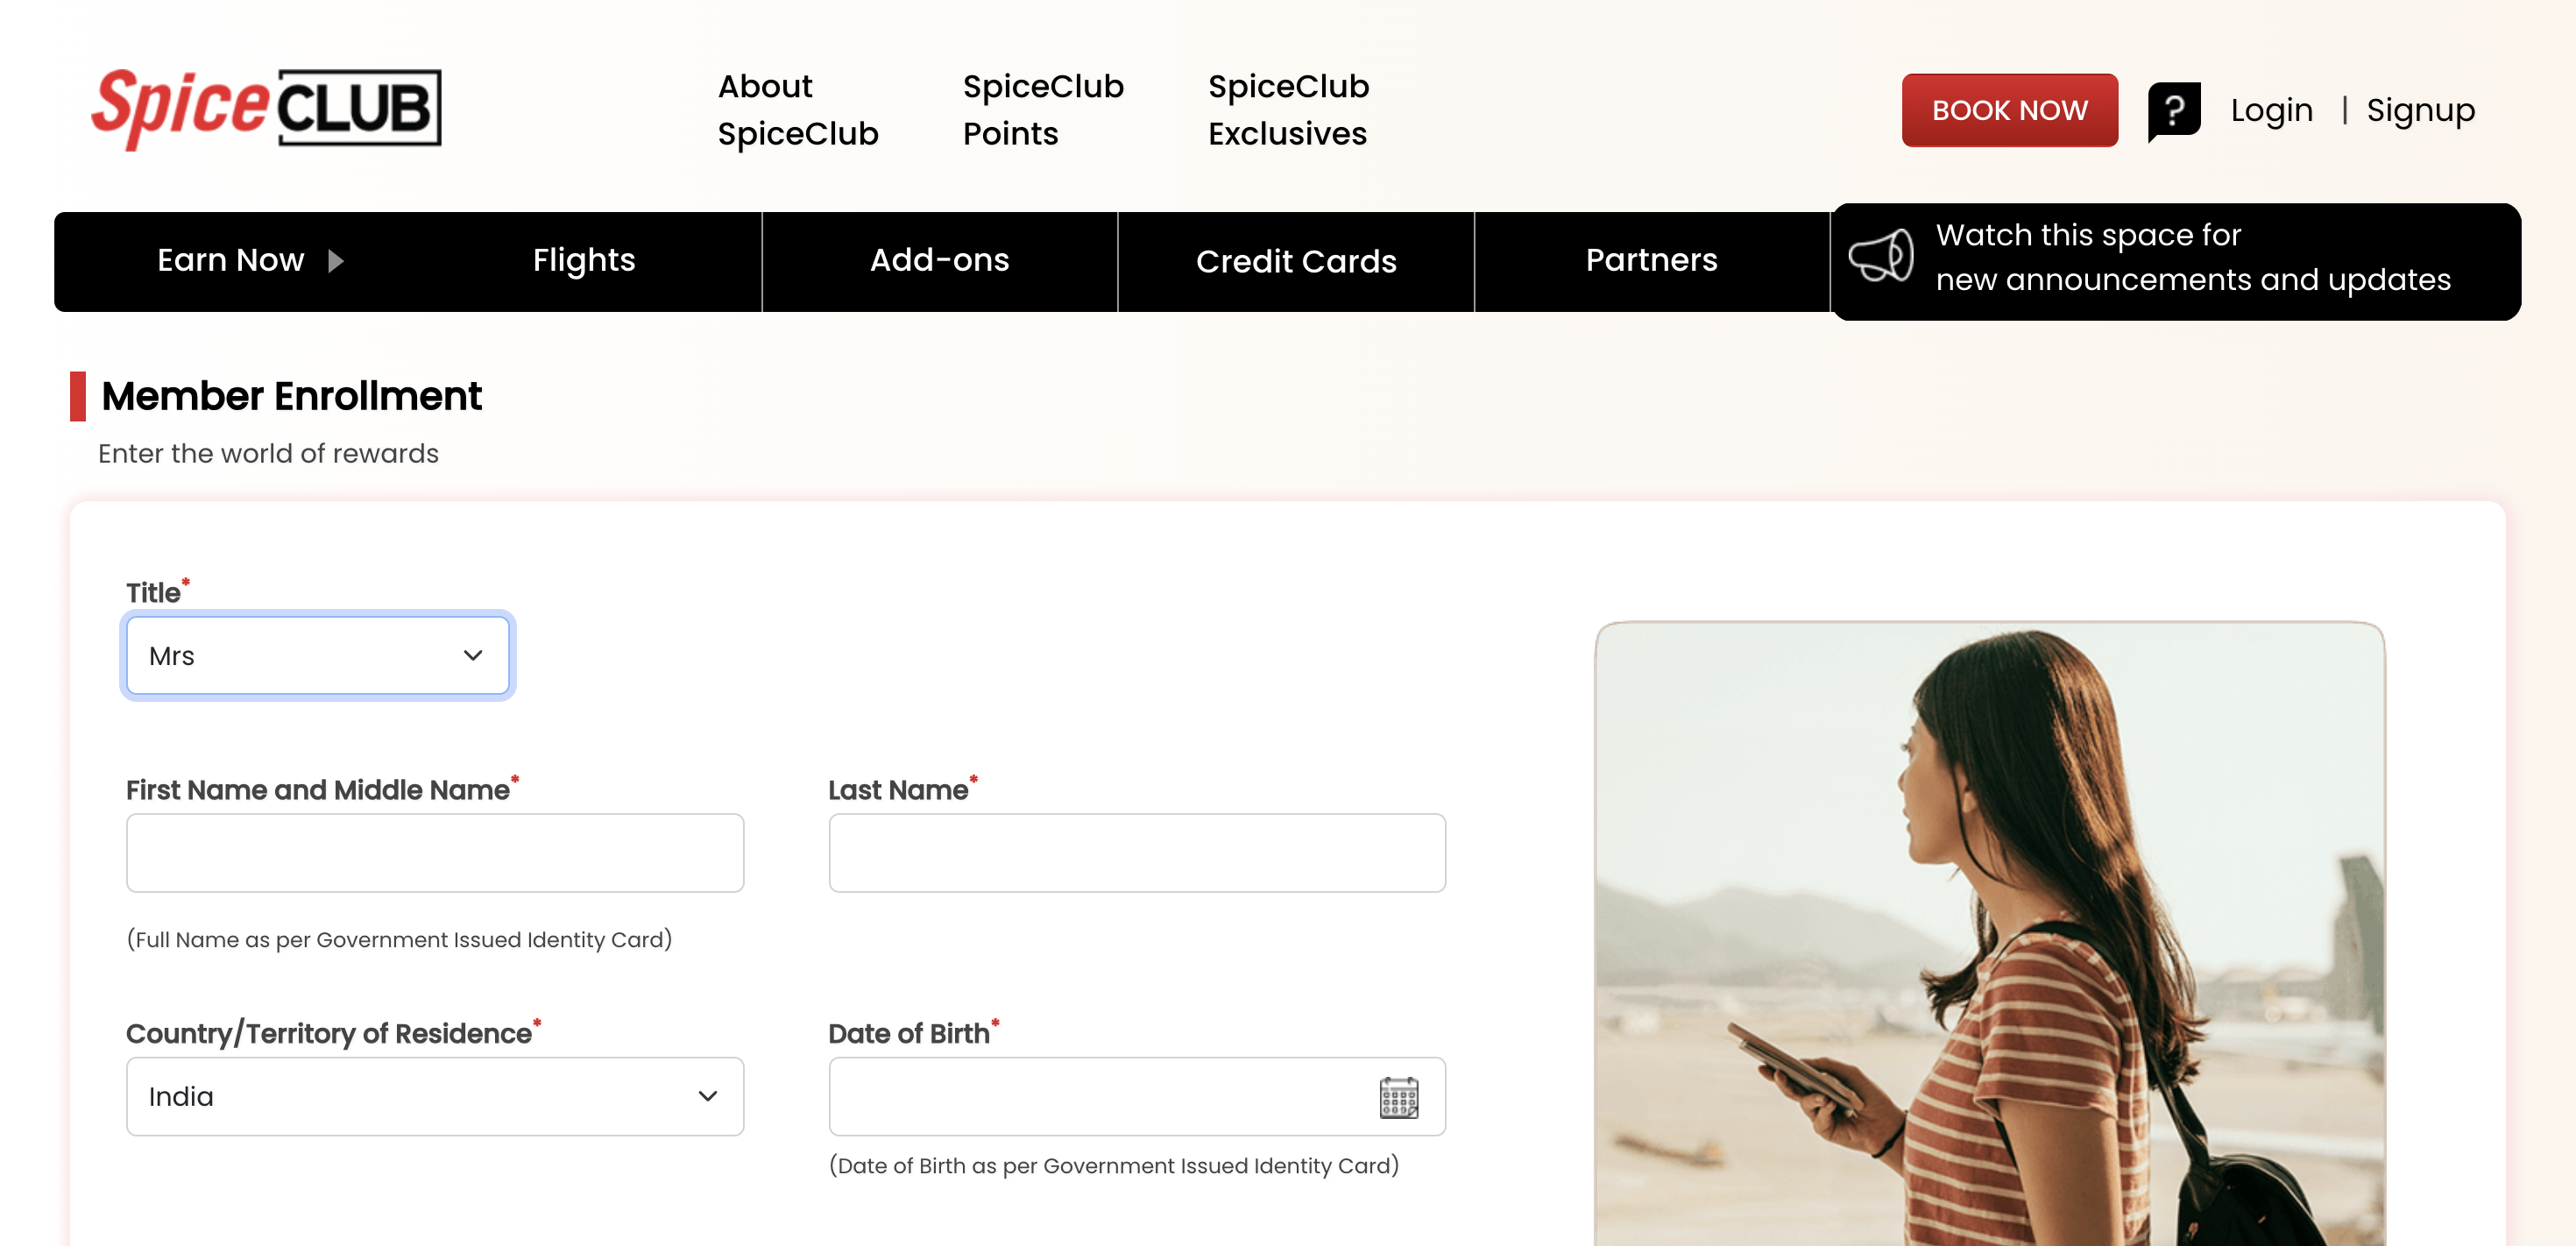 Spice CLUB
About SpiceClub
SpiceClub Points
SpiceClub Exclusives
BOOK NOW
?
Login | Signup
Earn Now
Flights
Add-ons
Credit Cards
Partners
Watch this space for
new announcements and updates
Member Enrollment
Enter the world of rewards
Title*
Mrs
First Name and Middle Name*
Last Name*
(Full Name as per Government Issued Identity Card)
Country/Territory of Residence*
Date of Birth*
India
(Date of Birth as per Government Issued Identity Card)